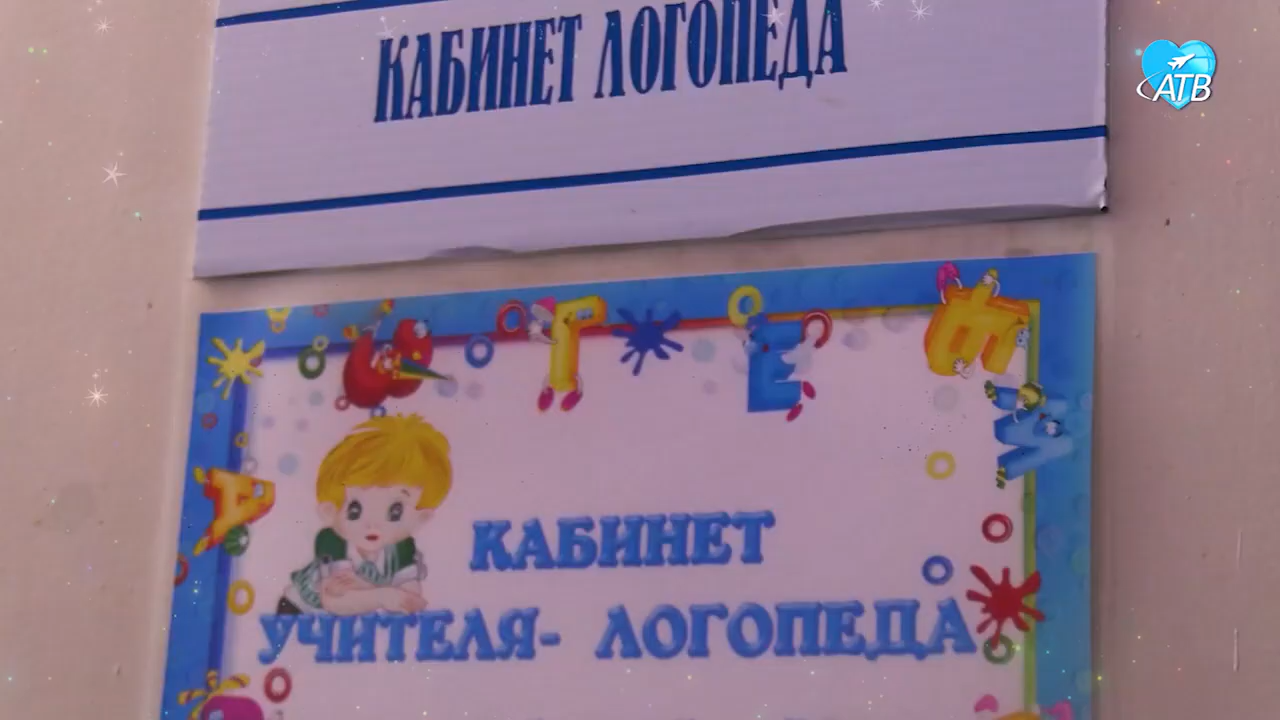 КАБИНЕТ ЛОГОПЕДА
АТВ
Г Е Ф
И
А
КАБИНЕТ
УЧИТЕЛЯ- ЛОГОПЕДА